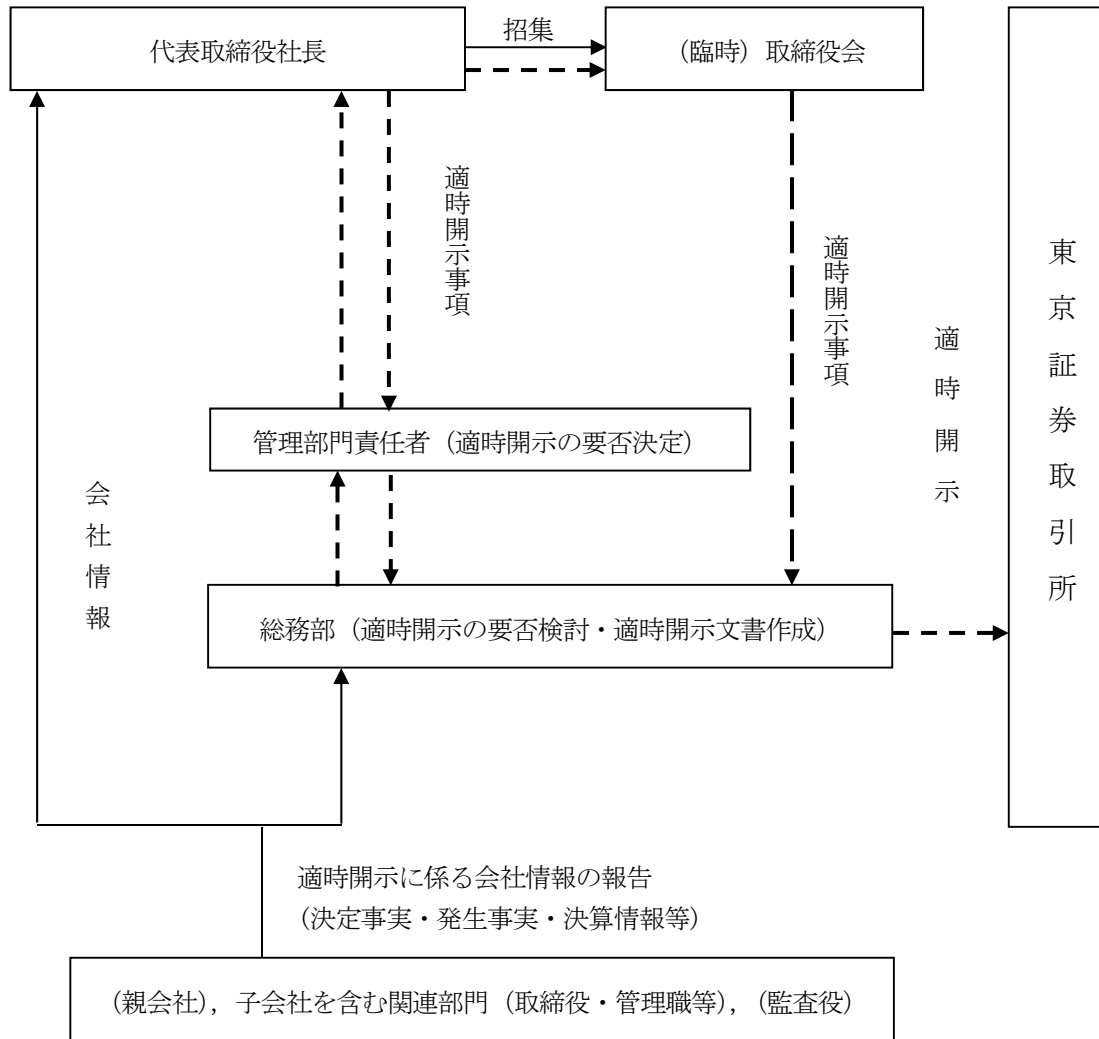 代表取締役社長
招集
（臨時）取締役会
適時開示事項
適時開示事項
適時開示
東京証券取引所
管理部門責任者（適時開示の要否決定）
会社情報
総務部（適時開示の要否検討・適時開示文書作成）
適時開示に係る会社情報の報告
（決定事実・発生事実・決算情報等）
（親会社），子会社を含む関連部門（取締役・管理職等），（監査役）